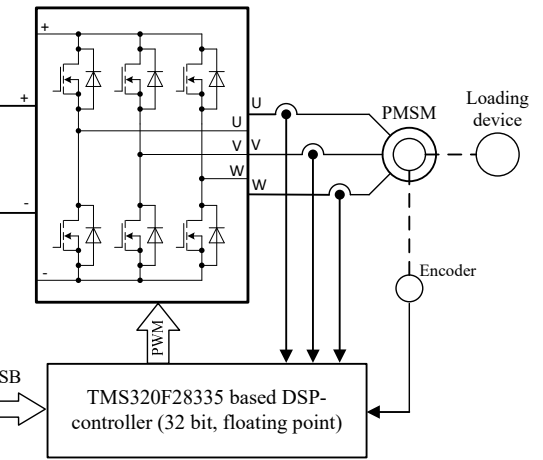 +
+
-
-
U
V
W
U
V
W
PMSM
Loading
device
Encoder
PWM
SB
TMS320F28335 based DSP-
controller (32 bit, floating point)